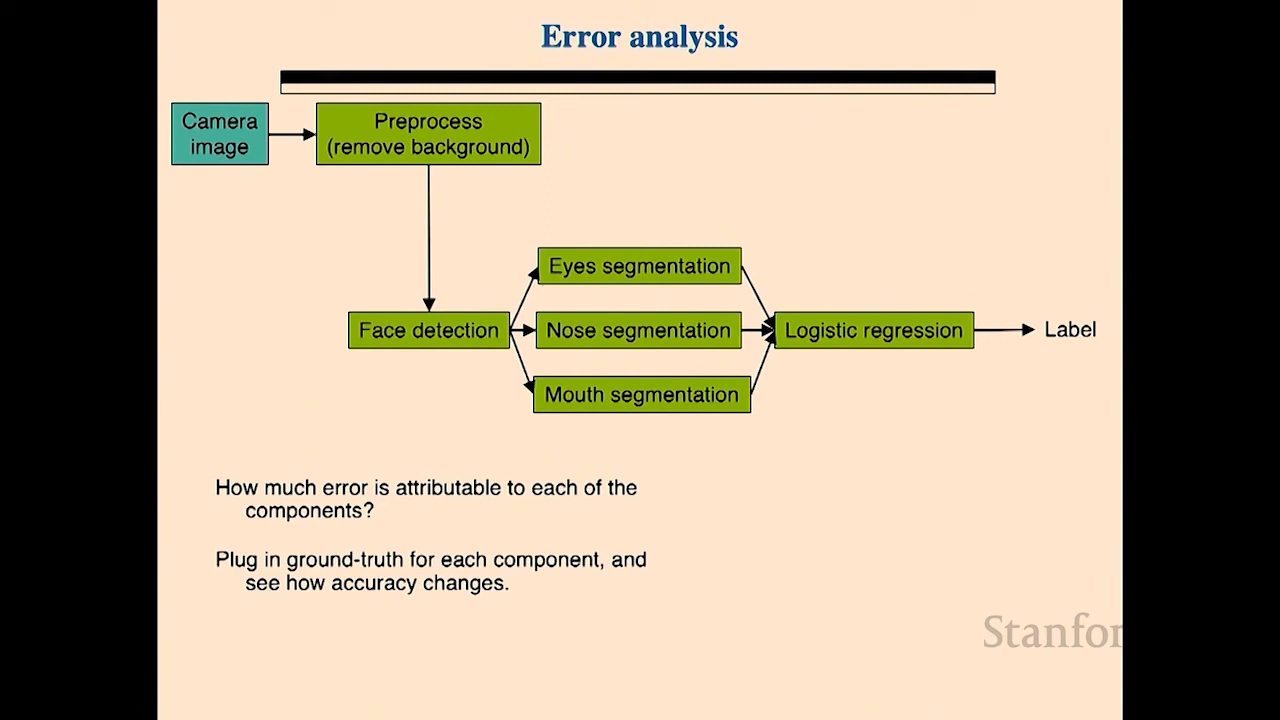 Error analysis
Camera
image
Preprocess
(remove background)
Eyes segmentation
Face detection
Nose segmentation
Logistic regression
Label
Mouth segmentation
How much error is attributable to each of the
components?
Plug in ground-truth for each component, and
see how accuracy changes.
Stanfor